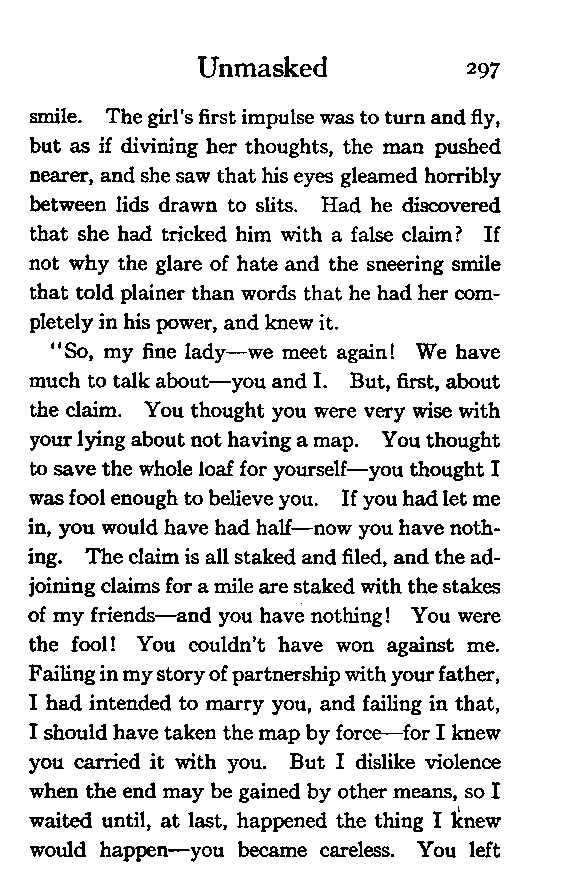 Unmasked 297
smile. The girl's first impulse was to turn and fly,
but as if divining her thoughts, the man pushed
nearer, and she saw that his eyes gleamed horribly
between lids drawn to slits. Had he discovered
that she had tricked him with a false claim? If
not why the glare of hate and the sneering smile
that told plainer than words that he had her com-
pletely in his power, and knew it.
"So, my fine lady—we meet again! We have
much to talk about—you and I. But, first, about
the claim. You thought you were very wise with
your lying about not having a map. You thought
to save the whole loaf for yourself—you thought I
was fool enough to believe you. If you had let me
in, you would have had half—now you have noth-
ing. The claim is all staked and filed, and the ad-
joining claims for a mile are staked with the stakes
of my friends—and you have nothing! You were
the fool! You couldn't have won against me.
Failing in my story of partnership with your father,
I had intended to marry you, and failing in that,
I should have taken the map by force—for I knew
you carried it with you. But I dislike violence
when the end may be gained by other means, so I
waited until, at last, happened the thing I knew
would happen—you became careless. You left